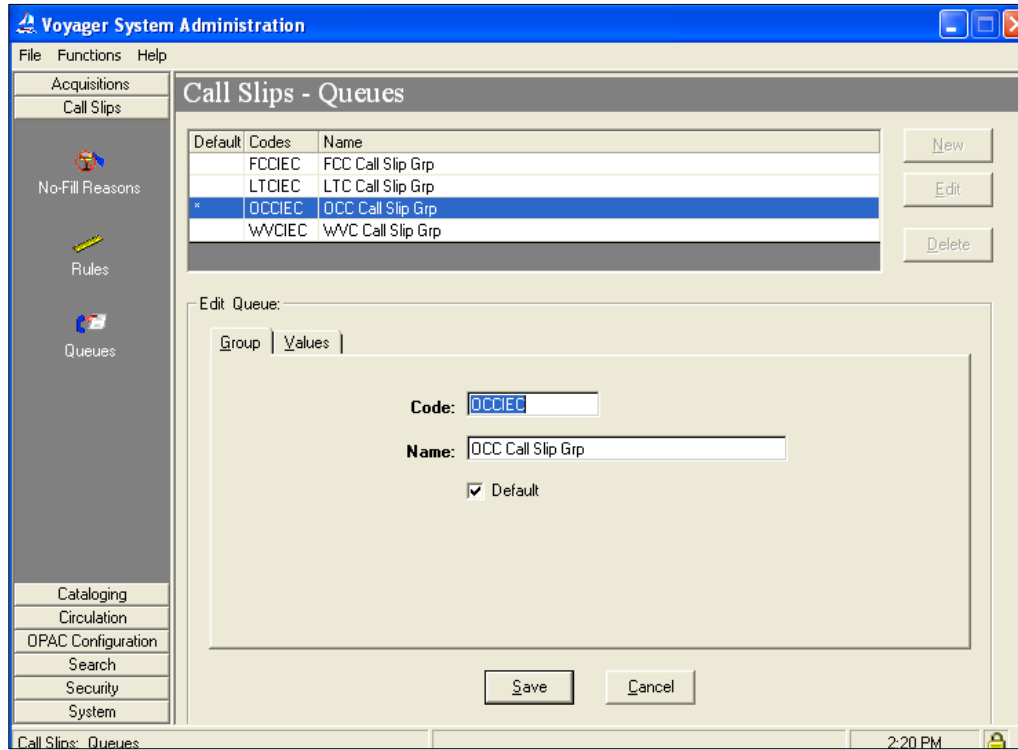 Voyager System Administration
File Functions Help
Acquisitions
Call Slips
No-Fill Reasons
Rules
Queues
Cataloging
Circulation
OPAC Configuration
Search
Security
System
Call Slips - Queues
Default Codes Name
FCCIEC FCC Call Slip Grp
LTCIEC LTC Call Slip Grp
* OCCIEC OCC Call Slip Grp
WVCIEC WVC Call Slip Grp
New
Edit
Delete
Edit Queue:
Group Values
Code: OCCIEC
Name: OCC Call Slip Grp
Default
Save Cancel
Call Slips: Queues 2:20 PM